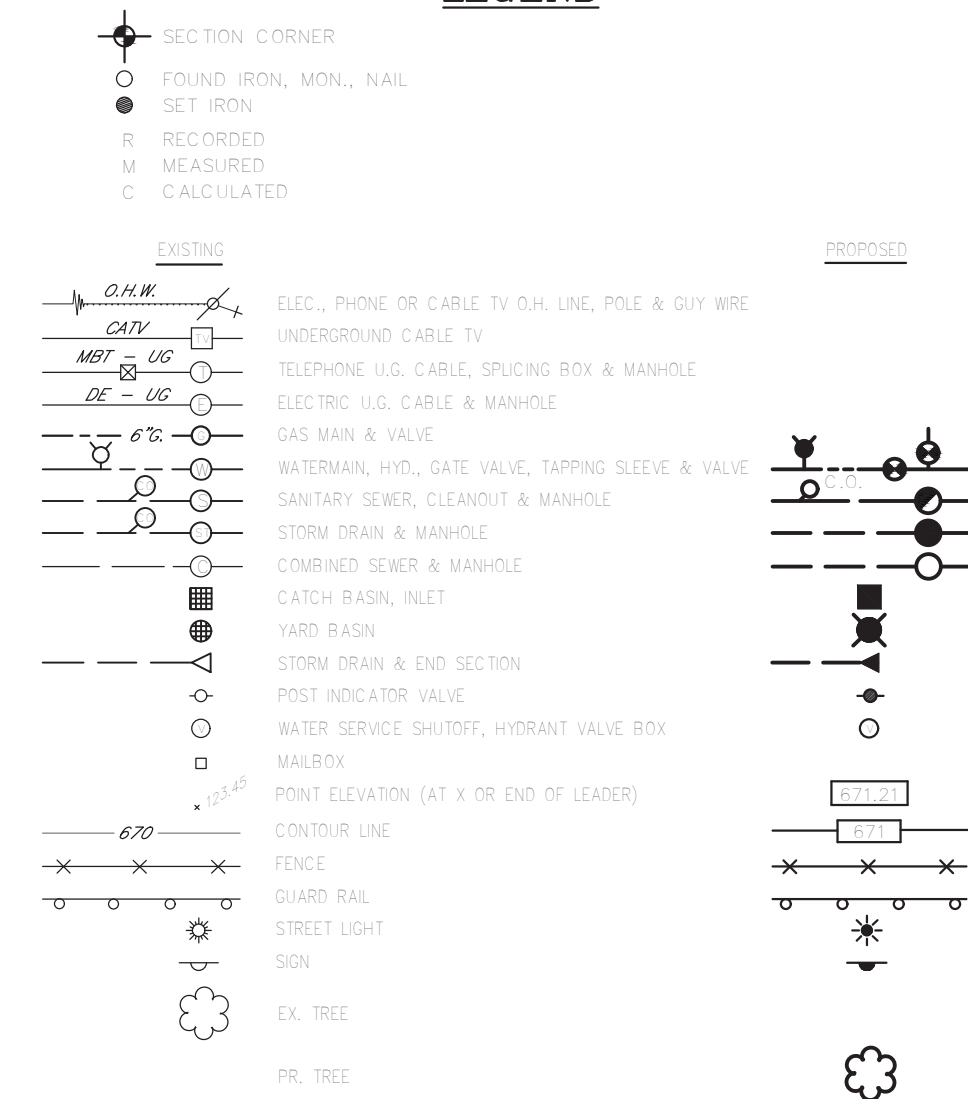 LEGEND
SECTION CORNER
FOUND IRON, MON., NAIL
SET IRON
R RECORDED
M MEASURED
C CALCULATED
EXISTING PROPOSED
O.H.W. ELEC., PHONE OR CABLE TV O.H. LINE, POLE & GUY WIRE
CATV TV UNDERGROUND CABLE TV
MBT - UG T TELEPHONE U.G. CABLE, SPLICING BOX & MANHOLE
DE - UG E ELECTRIC U.G. CABLE & MANHOLE
6"G. G GAS MAIN & VALVE
W WATERMAIN, HYD., GATE VALVE, TAPPING SLEEVE & VALVE
CO S SANITARY SEWER, CLEANOUT & MANHOLE C.O.
CO ST STORM DRAIN & MANHOLE
C COMBINED SEWER & MANHOLE
CATCH BASIN, INLET
YARD BASIN
STORM DRAIN & END SECTION
POST INDICATOR VALVE
V WATER SERVICE SHUTOFF, HYDRANT VALVE BOX V
MAILBOX
x 123.45 POINT ELEVATION (AT X OR END OF LEADER) 671.21
670 CONTOUR LINE 671
FENCE
GUARD RAIL
STREET LIGHT
SIGN
EX. TREE
PR. TREE